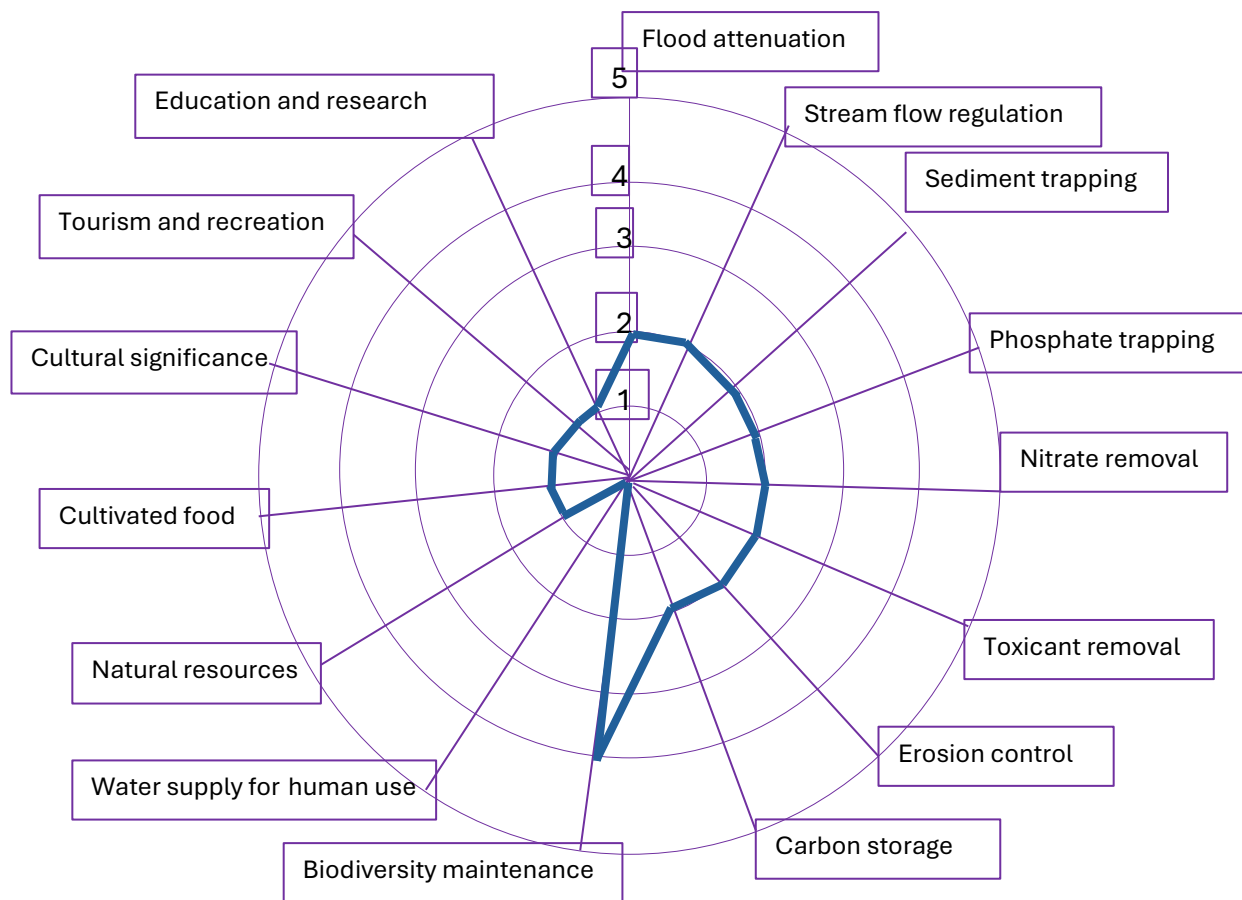 Flood attenuation
5
Education and research
Stream flow regulation
4
Sediment trapping
Tourism and recreation
3
2
Phosphate trapping
Cultural significance
1
Nitrate removal
Cultivated food
Toxicant removal
Natural resources
Erosion control
Water supply for human use
Carbon storage
Biodiversity maintenance